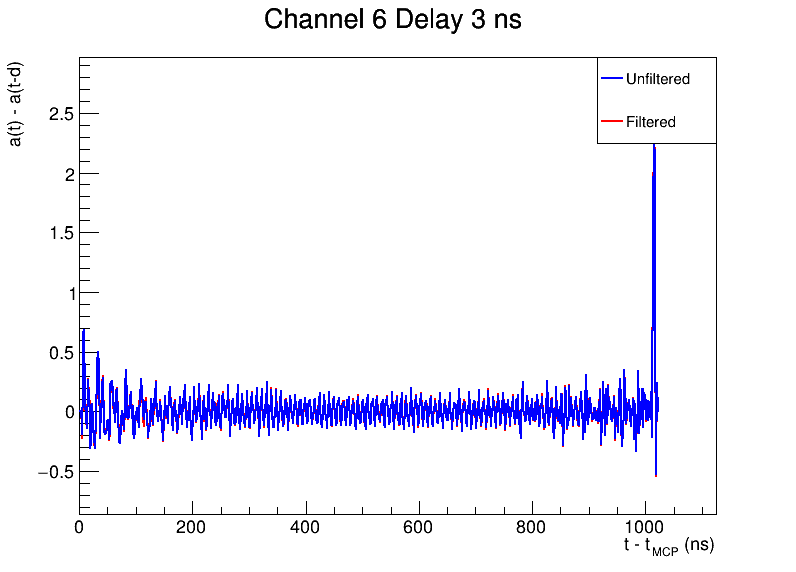 Channel 6 Delay 3 ns
a(t) - a(t-d)
Unfiltered
Filtered
2.5
2
1.5
1
0.5
0
−0.5
0 200 400 600 800 1000
t - t_MCP (ns)